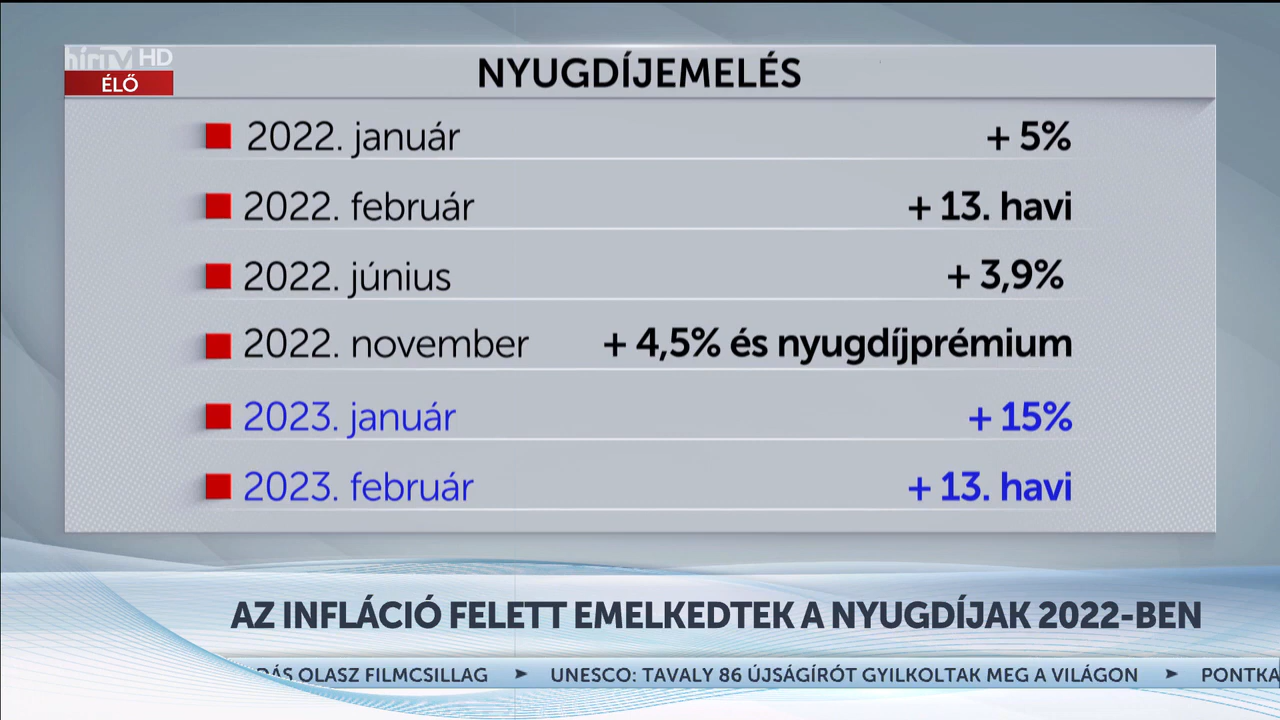 hírTV HD
ÉLŐ
NYUGDÍJEMELÉS
2022. január + 5%
2022. február + 13. havi
2022. június + 3,9%
2022. november + 4,5% és nyugdíjprémium
2023. január + 15%
2023. február + 13. havi
AZ INFLÁCIÓ FELETT EMELKEDTEK A NYUGDÍJAK 2022-BEN
OLASZ FILMCSILLAG ➤ UNESCO: TAVALY 86 ÚJSÁGÍRÓT GYILKOLTAK MEG A VILÁGON ➤ PONTKA